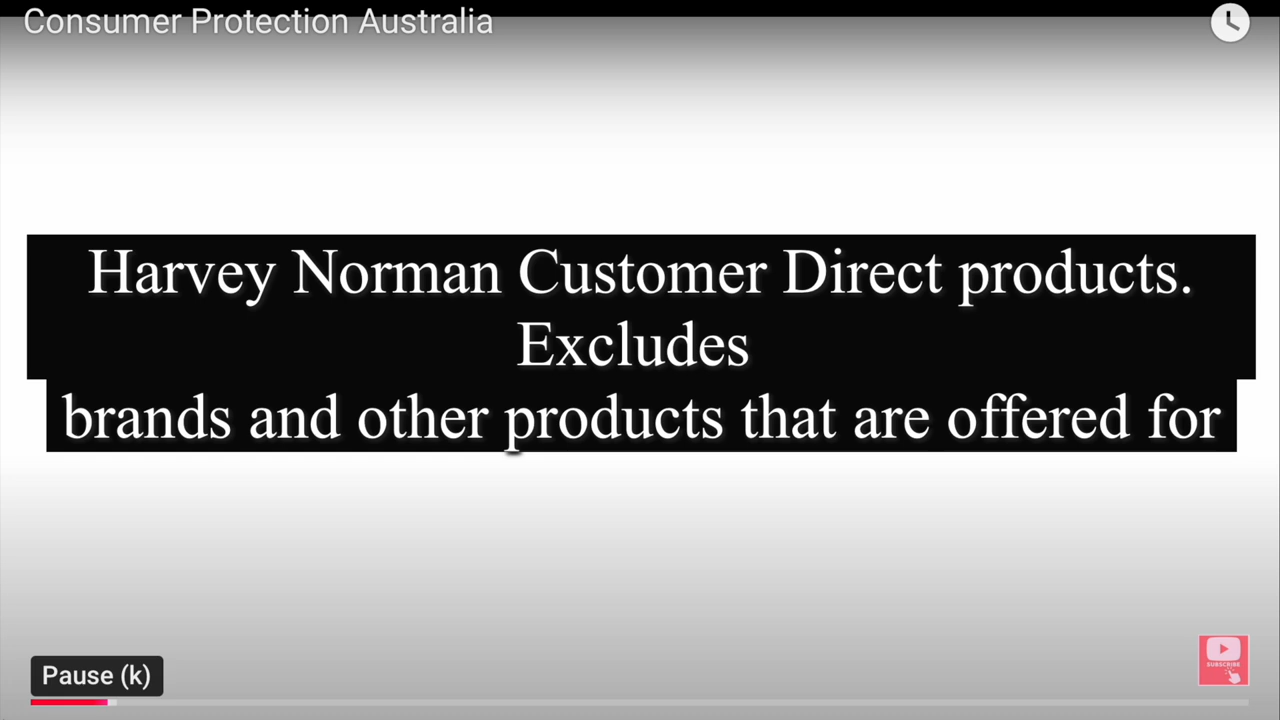 Consumer Protection Australia
Harvey Norman Customer Direct products.
Excludes
brands and other products that are offered for
Pause (k)
SUBSCRIBE